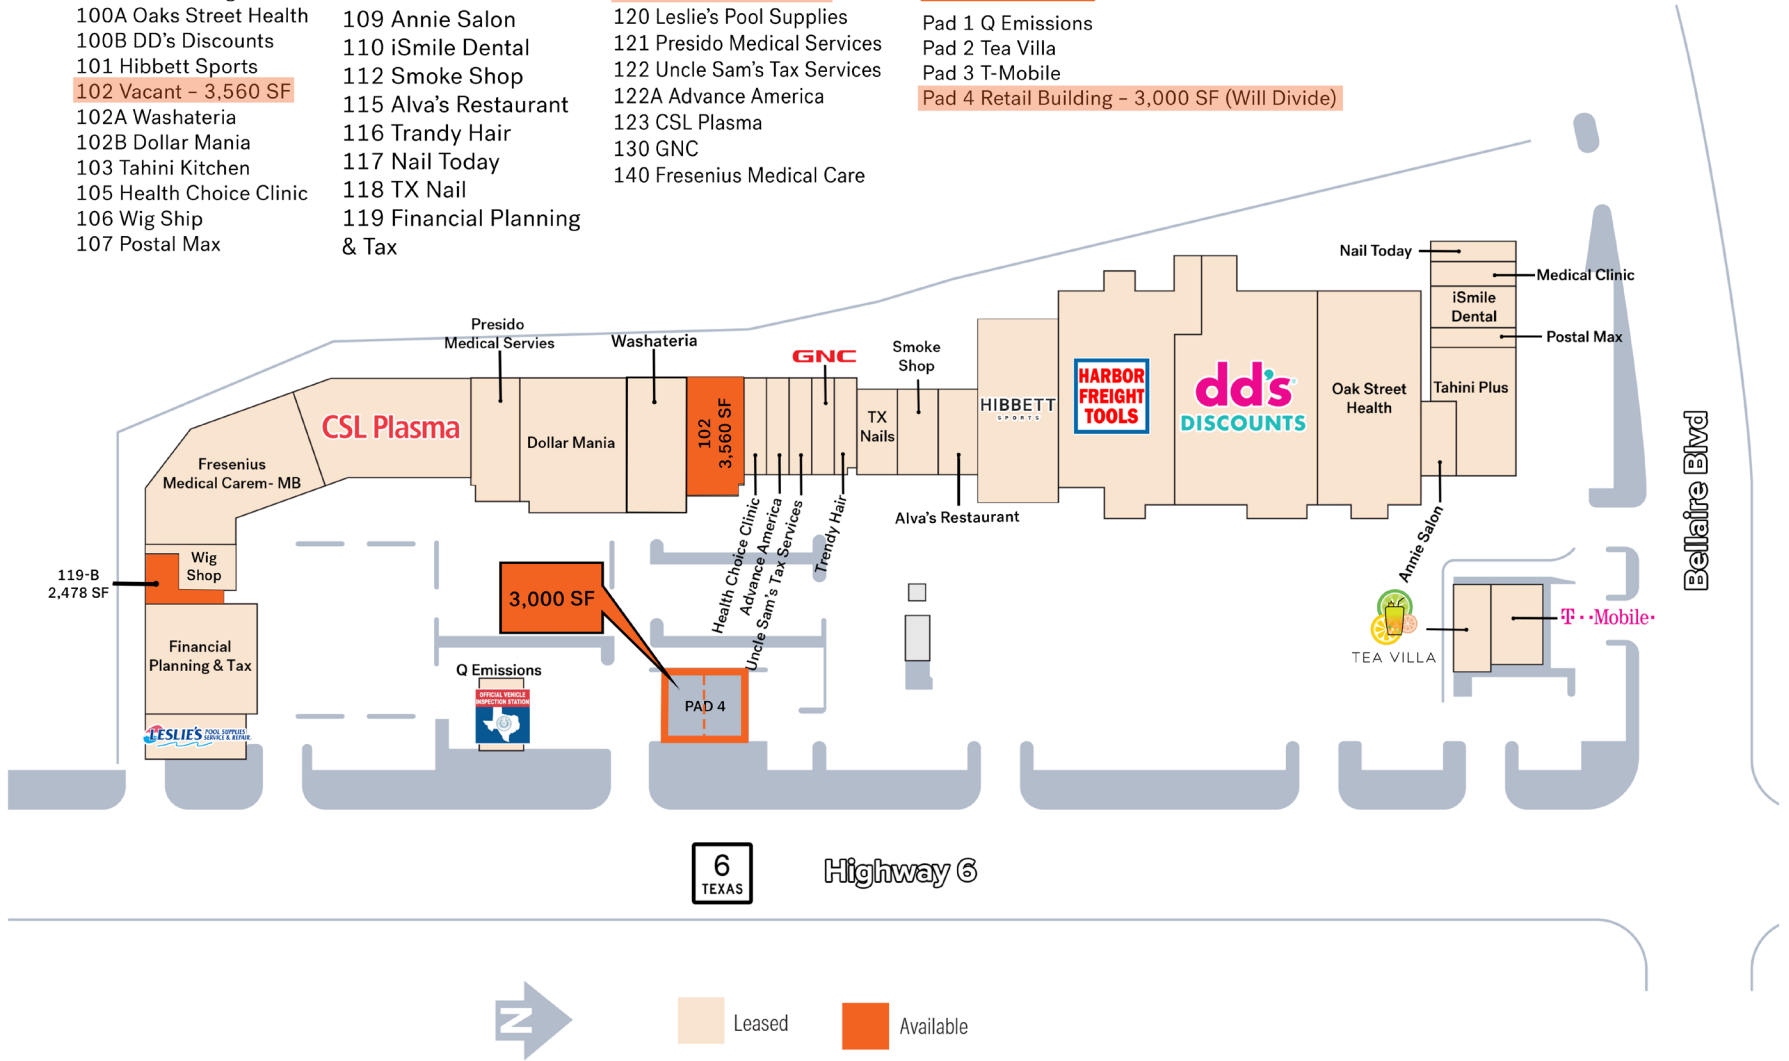 100A Oaks Street Health
100B DD's Discounts
101 Hibbett Sports
102 Vacant – 3,560 SF
102A Washateria
102B Dollar Mania
103 Tahini Kitchen
105 Health Choice Clinic
106 Wig Ship
107 Postal Max
109 Annie Salon
110 iSmile Dental
112 Smoke Shop
115 Alva's Restaurant
116 Trandy Hair
117 Nail Today
118 TX Nail
119 Financial Planning
& Tax
120 Leslie's Pool Supplies
121 Presido Medical Services
122 Uncle Sam's Tax Services
122A Advance America
123 CSL Plasma
130 GNC
140 Fresenius Medical Care
Pad 1 Q Emissions
Pad 2 Tea Villa
Pad 3 T-Mobile
Pad 4 Retail Building – 3,000 SF (Will Divide)
Nail Today
Medical Clinic
iSmile
Dental
Postal Max
Tahini Plus
Presido
Medical Servies
Washateria
GNC
Smoke
Shop
CSL Plasma
Dollar Mania
102
3,560 SF
TX
Nails
HIBBETT
SPORTS
HARBOR
FREIGHT
TOOLS
dd's
DISCOUNTS
Oak Street
Health
Fresenius
Medical Carem- MB
Health Choice Clinic
Advance America
Uncle Sam's Tax Services
Trendy Hair
Alva's Restaurant
Annie Salon
Bellaire Blvd
Wig
Shop
119-B
2,478 SF
3,000 SF
Financial
Planning & Tax
Q Emissions
OFFICIAL VEHICLE
INSPECTION STATION
PAD 4
TEA VILLA
T··Mobile·
LESLIE'S
POOL SUPPLIES
SERVICE & REPAIR
6
TEXAS
Highway 6
N
Leased
Available